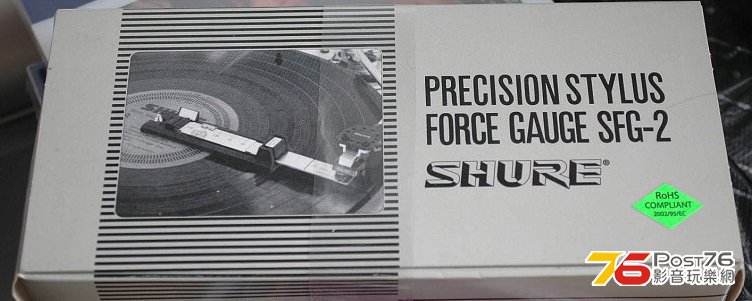 PRECISION STYLUS
FORCE GAUGE SFG-2
SHURE®
RoHS
COMPLIANT
2002/95/EC
76 POST76
影音玩樂網